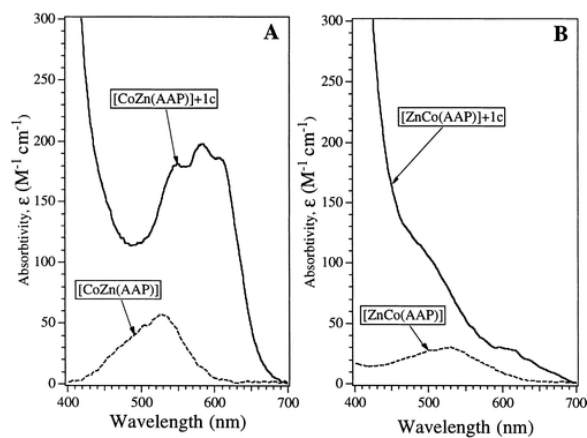 A
Absorbtivity, ε (M⁻¹ cm⁻¹)
300
250
200
150
100
50
0
[CoZn(AAP)]+1c
[CoZn(AAP)]
400
500
600
700
Wavelength (nm)
B
Absorbtivity, ε (M⁻¹ cm⁻¹)
300
250
200
150
100
50
0
[ZnCo(AAP)]+1c
[ZnCo(AAP)]
400
500
600
700
Wavelength (nm)